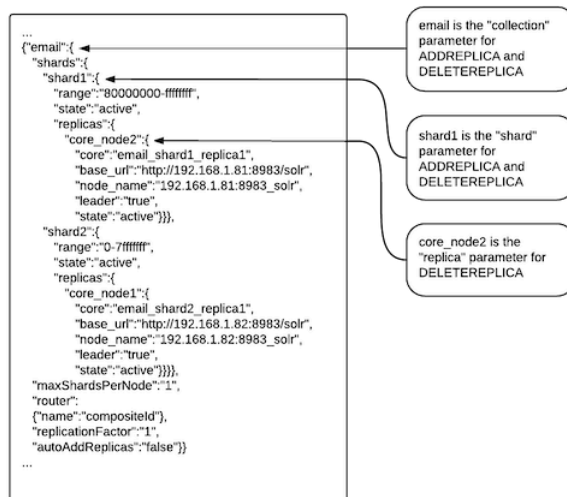 ...
{"email":{
"shards":{
"shard1":{
"range":"80000000-ffffffff",
"state":"active",
"replicas":{
"core_node2":{
"core":"email_shard1_replica1",
"base_url":"http://192.168.1.81:8983/solr",
"node_name":"192.168.1.81:8983_solr",
"leader":"true",
"state":"active"}}},
"shard2":{
"range":"0-7fffffff",
"state":"active",
"replicas":{
"core_node1":{
"core":"email_shard2_replica1",
"base_url":"http://192.168.1.82:8983/solr",
"node_name":"192.168.1.82:8983_solr",
"leader":"true",
"state":"active"}}}},
"maxShardsPerNode":"1",
"router":
{"name":"compositeId"},
"replicationFactor":"1",
"autoAddReplicas":"false"}}
...
email is the "collection"
parameter for
ADDREPLICA and
DELETEREPLICA
shard1 is the "shard"
parameter for
ADDREPLICA and
DELETEREPLICA
core_node2 is the
"replica" parameter for
DELETEREPLICA